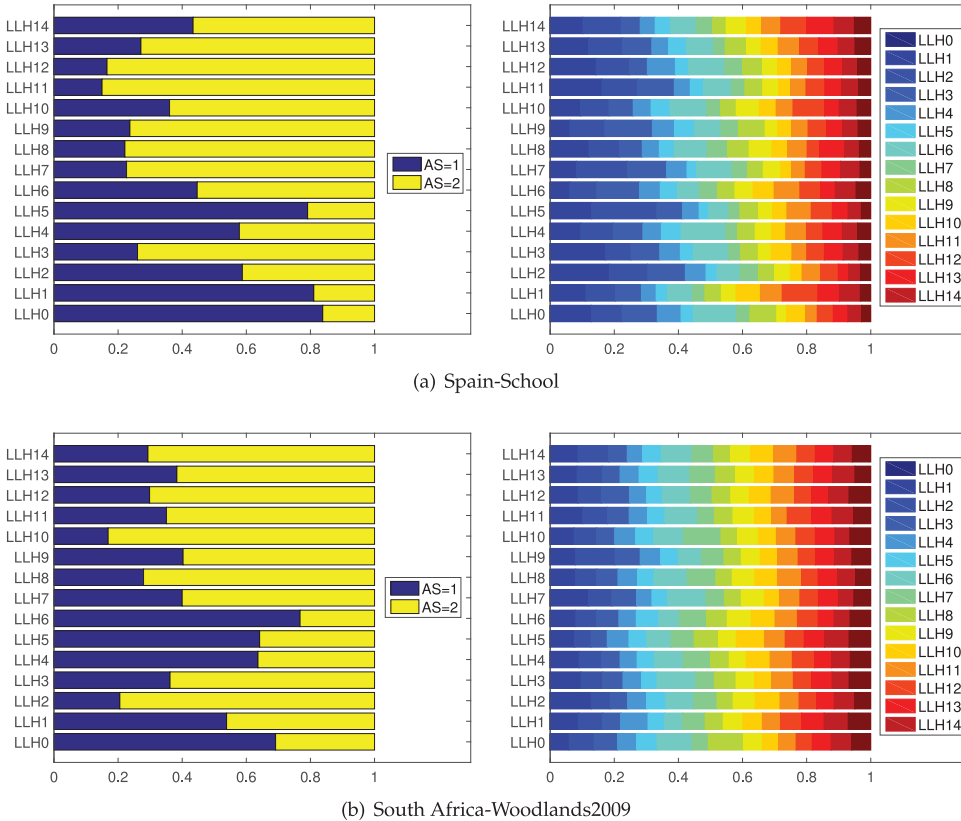 LLH14
LLH13
LLH12
LLH11
LLH10
LLH9
LLH8
LLH7
LLH6
LLH5
LLH4
LLH3
LLH2
LLH1
LLH0
0 0.2 0.4 0.6 0.8 1
AS=1
AS=2
LLH14
LLH13
LLH12
LLH11
LLH10
LLH9
LLH8
LLH7
LLH6
LLH5
LLH4
LLH3
LLH2
LLH1
LLH0
0 0.2 0.4 0.6 0.8 1
LLH0
LLH1
LLH2
LLH3
LLH4
LLH5
LLH6
LLH7
LLH8
LLH9
LLH10
LLH11
LLH12
LLH13
LLH14
(a) Spain-School
LLH14
LLH13
LLH12
LLH11
LLH10
LLH9
LLH8
LLH7
LLH6
LLH5
LLH4
LLH3
LLH2
LLH1
LLH0
0 0.2 0.4 0.6 0.8 1
AS=1
AS=2
LLH14
LLH13
LLH12
LLH11
LLH10
LLH9
LLH8
LLH7
LLH6
LLH5
LLH4
LLH3
LLH2
LLH1
LLH0
0 0.2 0.4 0.6 0.8 1
LLH0
LLH1
LLH2
LLH3
LLH4
LLH5
LLH6
LLH7
LLH8
LLH9
LLH10
LLH11
LLH12
LLH13
LLH14
(b) South Africa-Woodlands2009